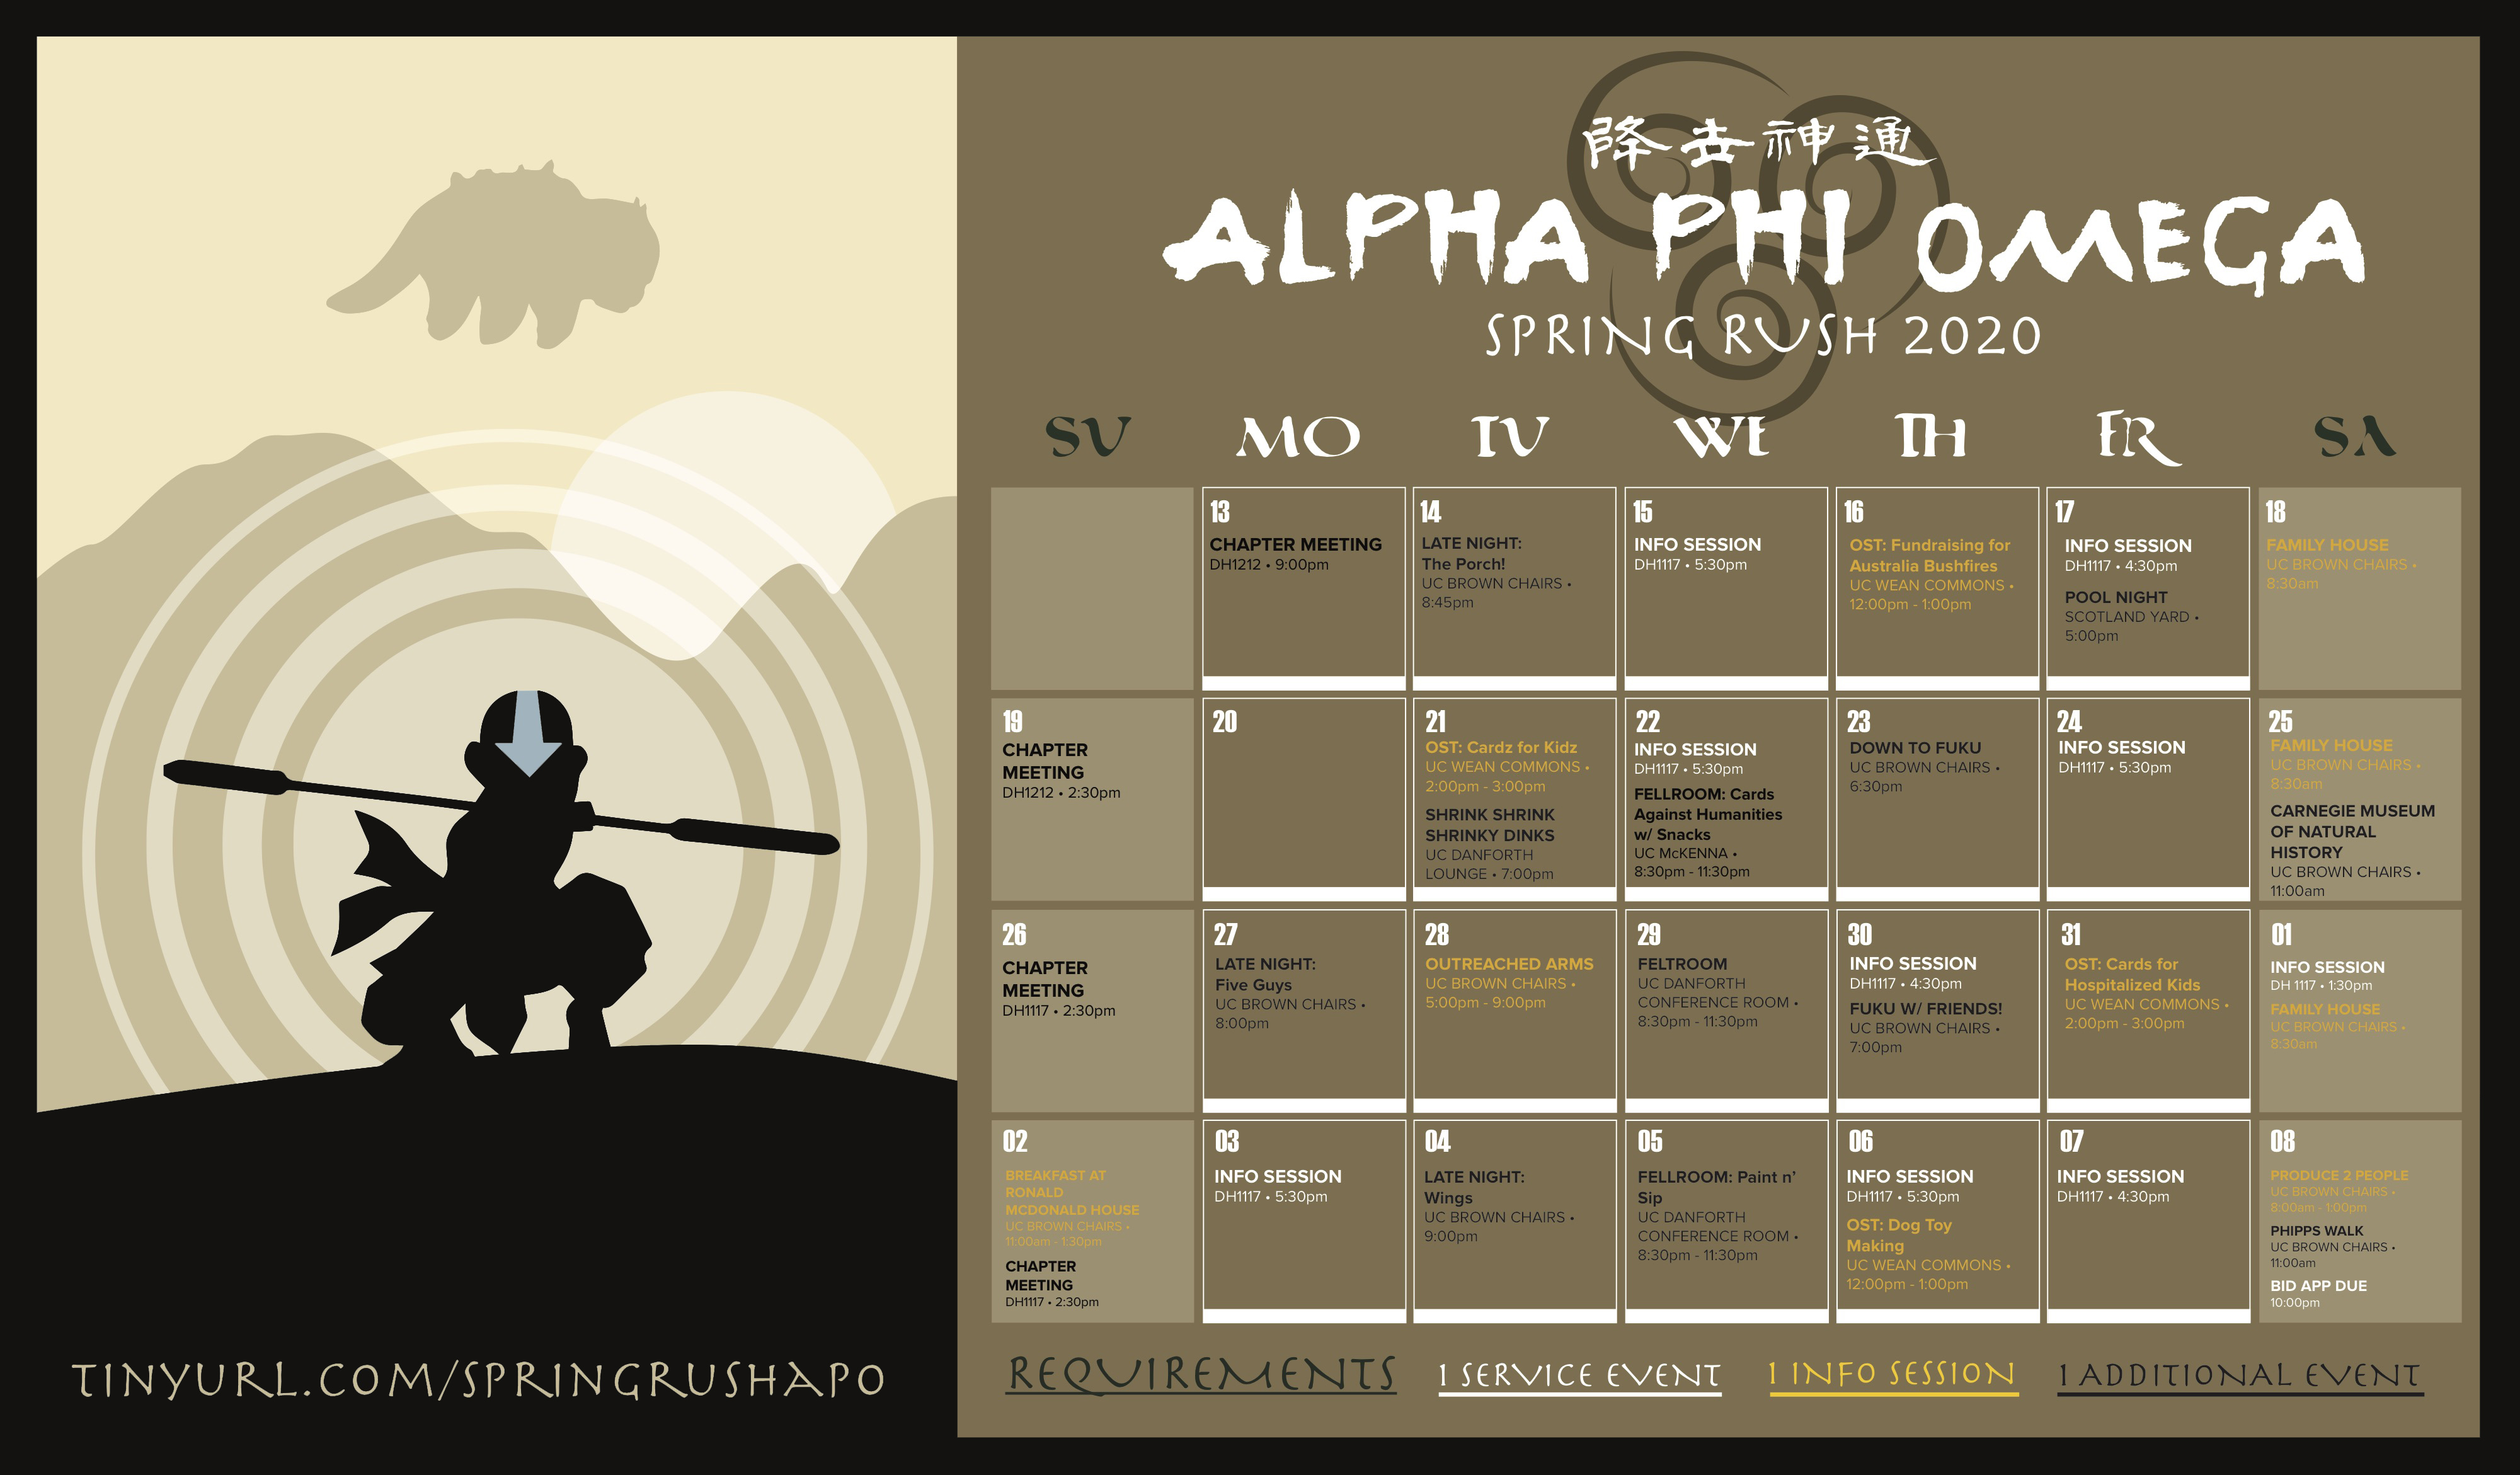 降去神通
ALPHA PHI OMEGA
SPRING RUSH 2020
SU MO TU WE TH FR SA
13
CHAPTER MEETING
DH1212 • 9:00pm
14
LATE NIGHT:
The Porch!
UC BROWN CHAIRS •
8:45pm
15
INFO SESSION
DH1117 • 5:30pm
16
OST: Fundraising for
Australia Bushfires
UC WEAN COMMONS •
12:00pm - 1:00pm
17
INFO SESSION
DH1117 • 4:30pm
POOL NIGHT
SCOTLAND YARD •
5:00pm
18
FAMILY HOUSE
UC BROWN CHAIRS •
8:30am
19
CHAPTER
MEETING
DH1212 • 2:30pm
20
21
OST: Cardz for Kidz
UC WEAN COMMONS •
2:00pm - 3:00pm
SHRINK SHRINK
SHRINKY DINKS
UC DANFORTH
LOUNGE • 7:00pm
22
INFO SESSION
DH1117 • 5:30pm
FELLROOM: Cards
Against Humanities
w/ Snacks
UC McKENNA •
8:30pm - 11:30pm
23
DOWN TO FUKU
UC BROWN CHAIRS •
6:30pm
24
INFO SESSION
DH1117 • 5:30pm
25
FAMILY HOUSE
UC BROWN CHAIRS •
8:30am
CARNEGIE MUSEUM
OF NATURAL
HISTORY
UC BROWN CHAIRS •
11:00am
26
CHAPTER
MEETING
DH1117 • 2:30pm
27
LATE NIGHT:
Five Guys
UC BROWN CHAIRS •
8:00pm
28
OUTREACHED ARMS
UC BROWN CHAIRS •
5:00pm - 9:00pm
29
FELTROOM
UC DANFORTH
CONFERENCE ROOM •
8:30pm - 11:30pm
30
INFO SESSION
DH1117 • 4:30pm
FUKU W/ FRIENDS!
UC BROWN CHAIRS •
7:00pm
31
OST: Cards for
Hospitalized Kids
UC WEAN COMMONS •
2:00pm - 3:00pm
01
INFO SESSION
DH 1117 • 1:30pm
FAMILY HOUSE
UC BROWN CHAIRS •
8:30am
02
BREAKFAST AT
RONALD
MCDONALD HOUSE
UC BROWN CHAIRS •
11:00am - 1:30pm
CHAPTER
MEETING
DH1117 • 2:30pm
03
INFO SESSION
DH1117 • 5:30pm
04
LATE NIGHT:
Wings
UC BROWN CHAIRS •
9:00pm
05
FELLROOM: Paint n'
Sip
UC DANFORTH
CONFERENCE ROOM •
8:30pm - 11:30pm
06
INFO SESSION
DH1117 • 5:30pm
OST: Dog Toy
Making
UC WEAN COMMONS •
12:00pm - 1:00pm
07
INFO SESSION
DH1117 • 4:30pm
08
PRODUCE 2 PEOPLE
UC BROWN CHAIRS •
8:00am - 1:00pm
PHIPPS WALK
UC BROWN CHAIRS •
11:00am
BID APP DUE
10:00pm
REQUIREMENTS 1 SERVICE EVENT 1 INFO SESSION 1 ADDITIONAL EVENT
TINYURL.COM/SPRINGRUSHAPO